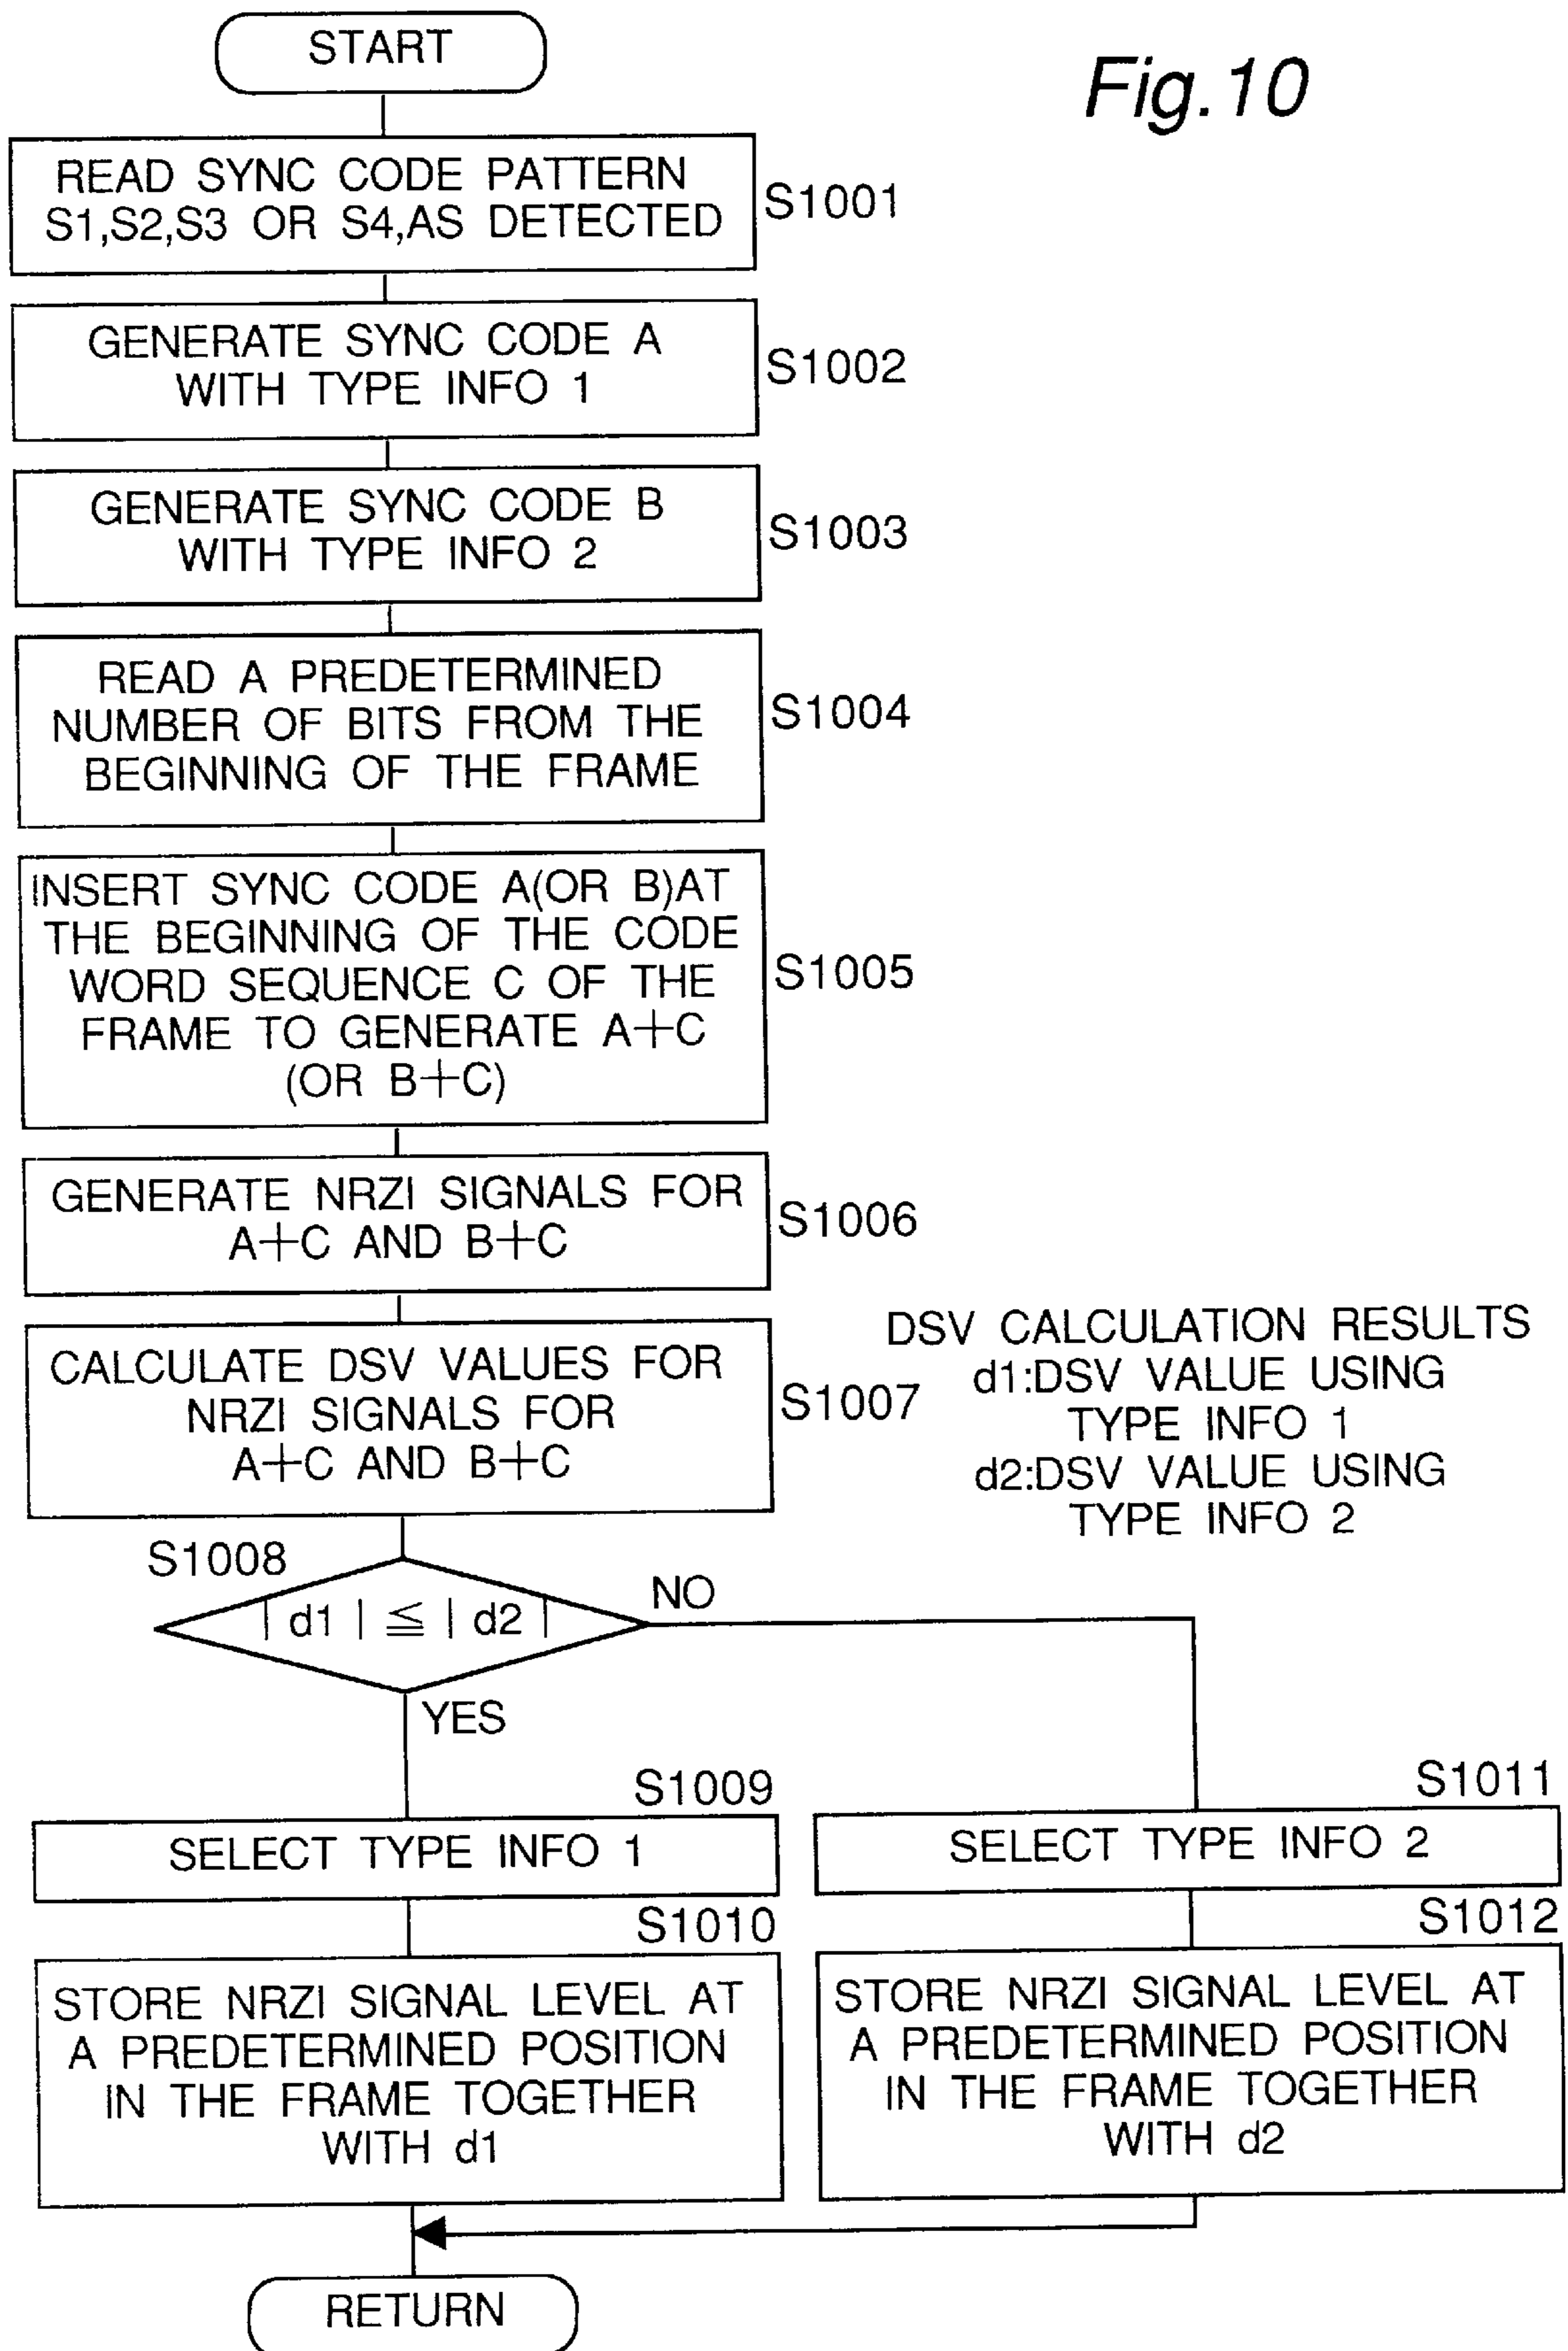 START
Fig.10
READ SYNC CODE PATTERN
S1,S2,S3 OR S4,AS DETECTED
S1001
GENERATE SYNC CODE A
WITH TYPE INFO 1
S1002
GENERATE SYNC CODE B
WITH TYPE INFO 2
S1003
READ A PREDETERMINED
NUMBER OF BITS FROM THE
BEGINNING OF THE FRAME
S1004
INSERT SYNC CODE A(OR B)AT
THE BEGINNING OF THE CODE
WORD SEQUENCE C OF THE
FRAME TO GENERATE A+C
(OR B+C)
S1005
GENERATE NRZI SIGNALS FOR
A+C AND B+C
S1006
CALCULATE DSV VALUES FOR
NRZI SIGNALS FOR
A+C AND B+C
S1007
DSV CALCULATION RESULTS
d1:DSV VALUE USING
TYPE INFO 1
d2:DSV VALUE USING
TYPE INFO 2
S1008
| d1 | ≦ | d2 |
NO
YES
S1009
SELECT TYPE INFO 1
S1011
SELECT TYPE INFO 2
S1010
STORE NRZI SIGNAL LEVEL AT
A PREDETERMINED POSITION
IN THE FRAME TOGETHER
WITH d1
S1012
STORE NRZI SIGNAL LEVEL AT
A PREDETERMINED POSITION
IN THE FRAME TOGETHER
WITH d2
RETURN